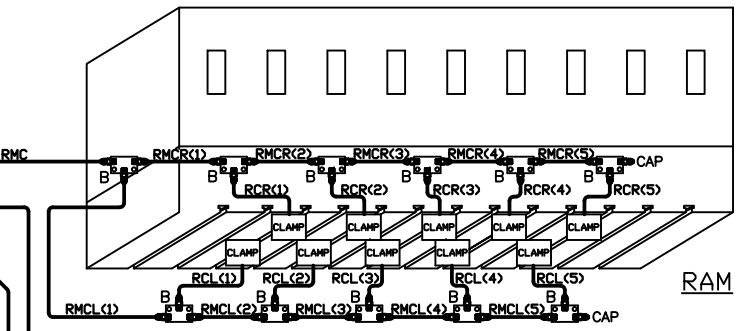 RMC RMCR(1) RMCR(2) RMCR(3) RMCR(4) RMCR(5) CAP
B B B B B B
RCR(1) RCR(2) RCR(3) RCR(4) RCR(5)
CLAMP CLAMP CLAMP CLAMP CLAMP
CLAMP CLAMP CLAMP CLAMP CLAMP
RCL(1) RCL(2) RCL(3) RCL(4) RCL(5) RAM
B B B B B
RMCL(1) RMCL(2) RMCL(3) RMCL(4) RMCL(5) CAP